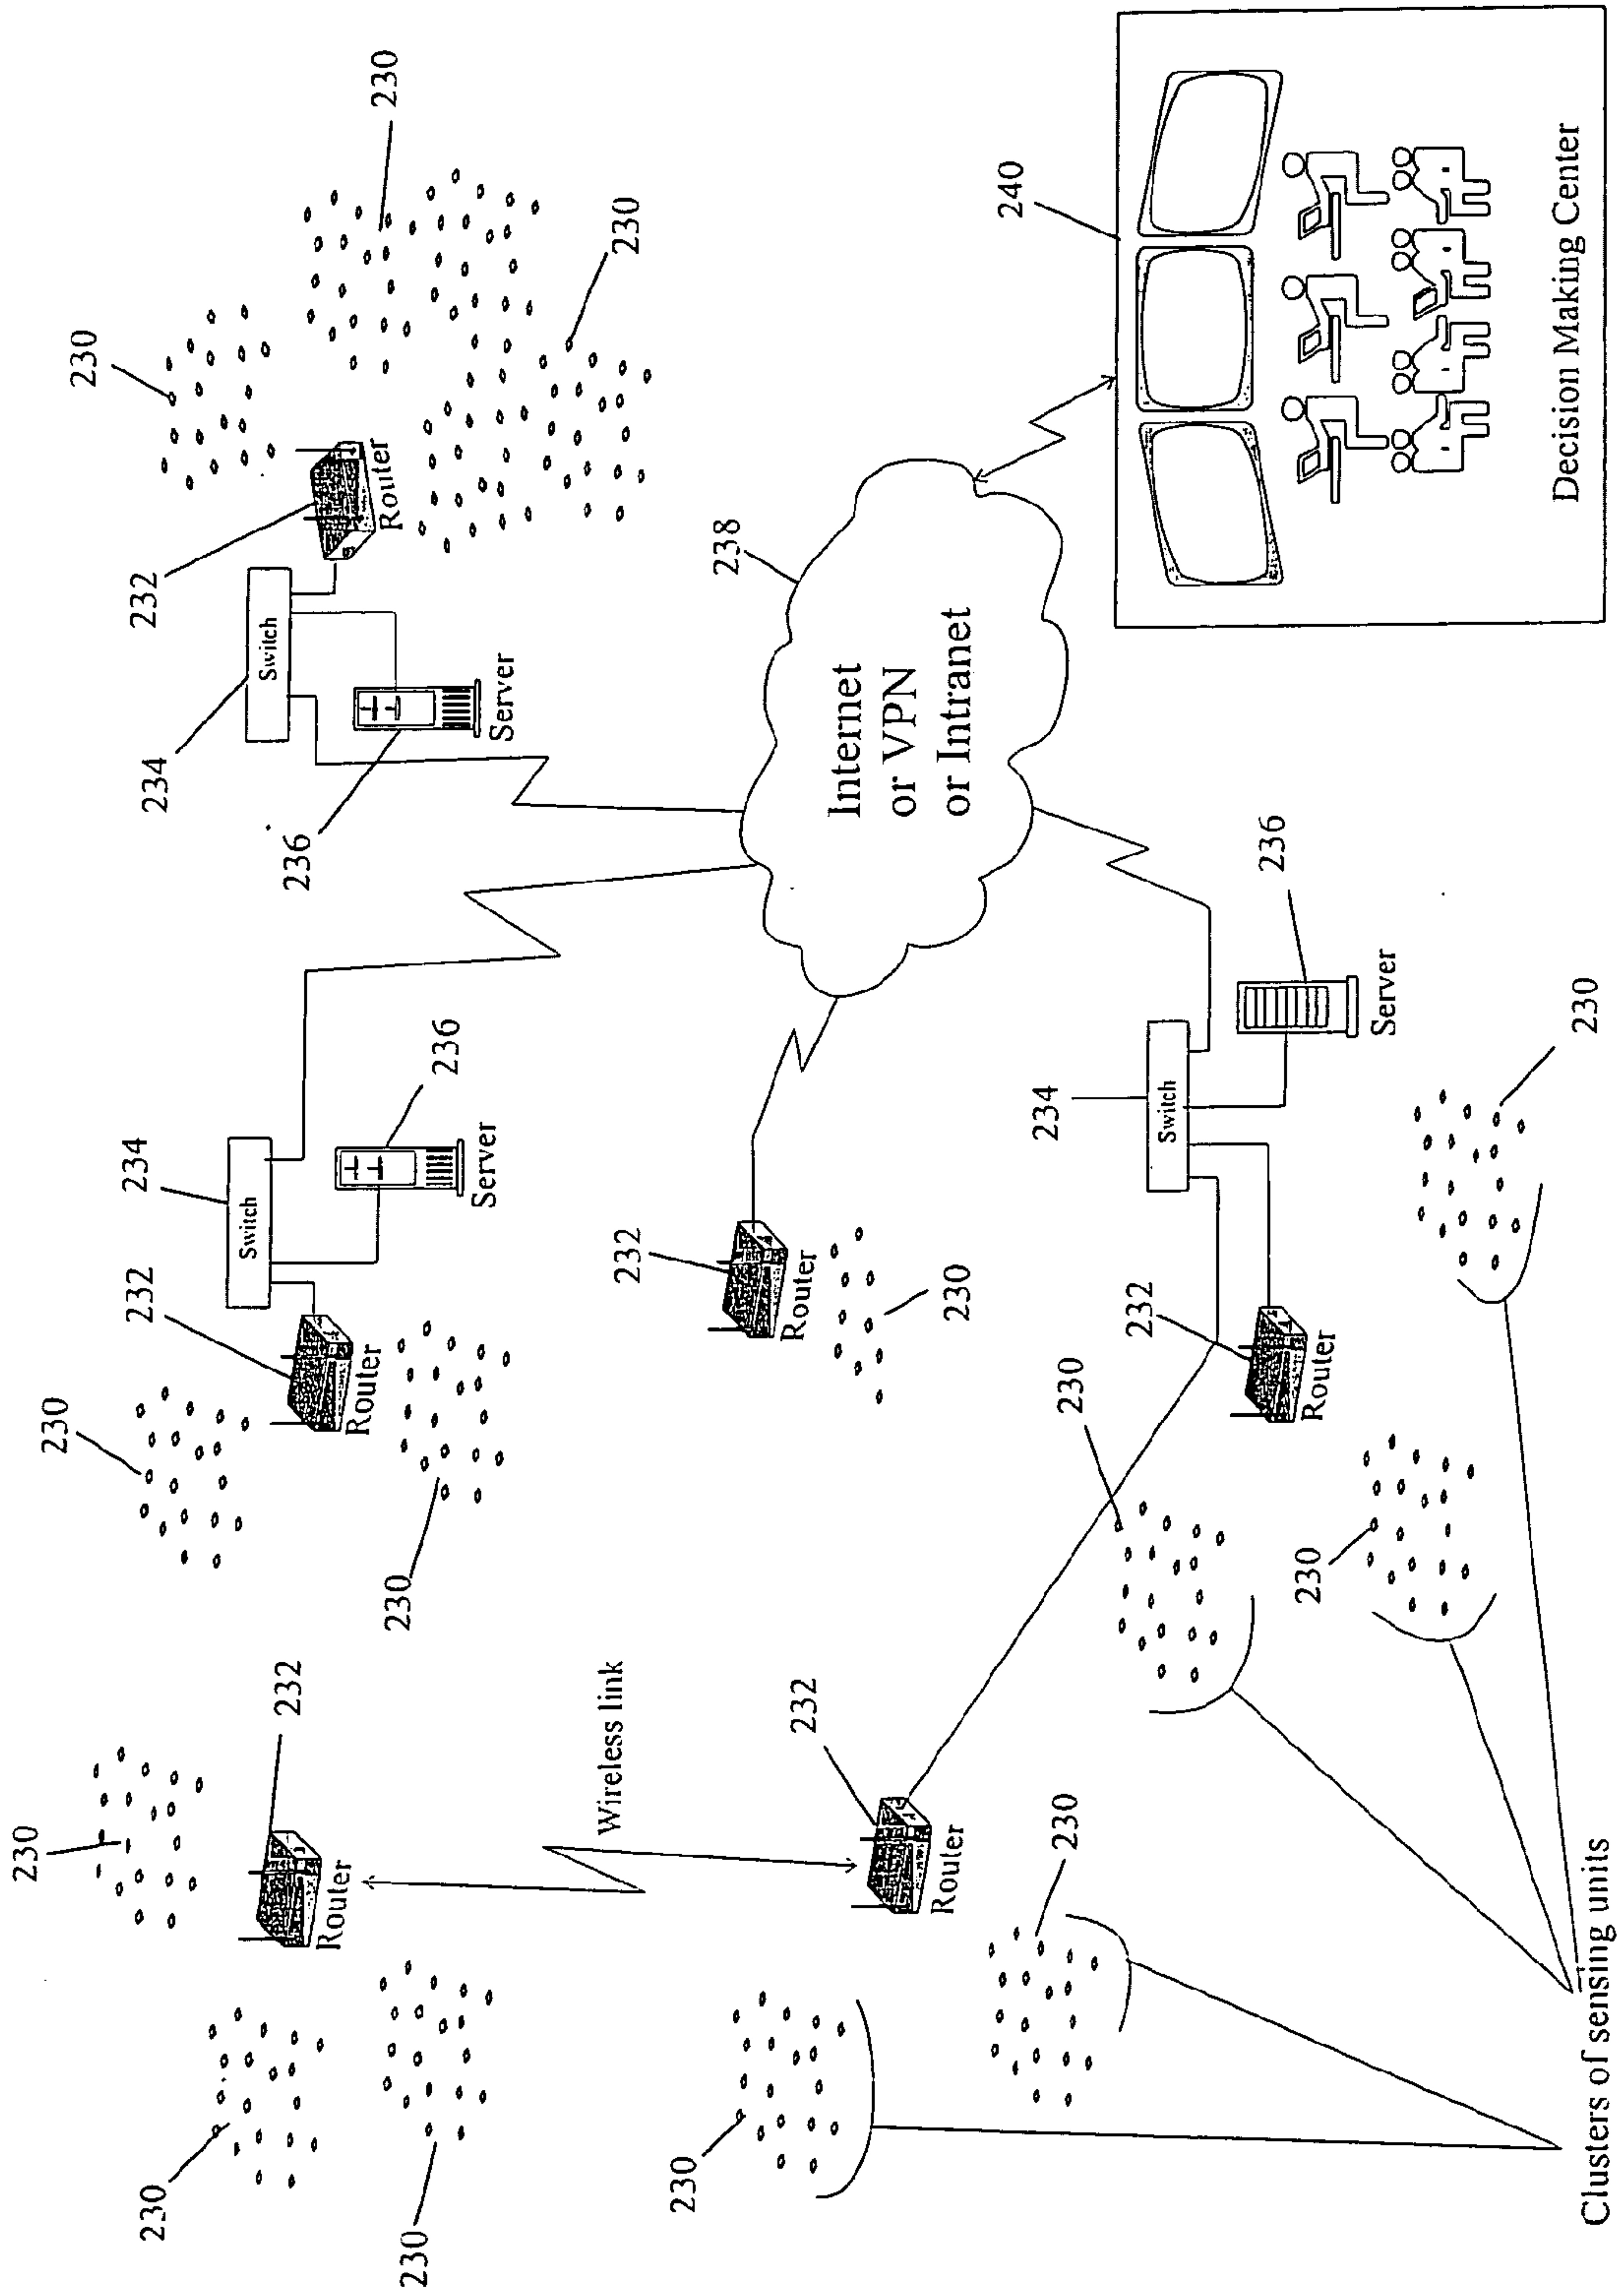 230
230
230
230
232
234
234
232
Switch
Switch
232
236
Router
Router
Router
230
230
230
236
Server
Server
Wireless link
230
232
230
238
232
Router
Internet
or VPN
or Intranet
Router
230
240
230
230
234
232
Switch
236
230
Router
Server
230
Decision Making Center
Clusters of sensing units